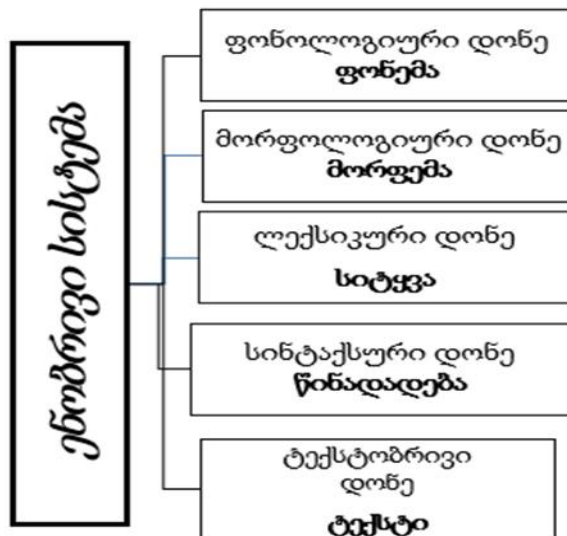 ენობრივი სისტემა
ფონოლოგიური დონე
ფონემა
მორფოლოგიური დონე
მორფემა
ლექსიკური დონე
სიტყვა
სინტაქსური დონე
წინადადება
ტექსტობრივი
დონე
ტექსტი